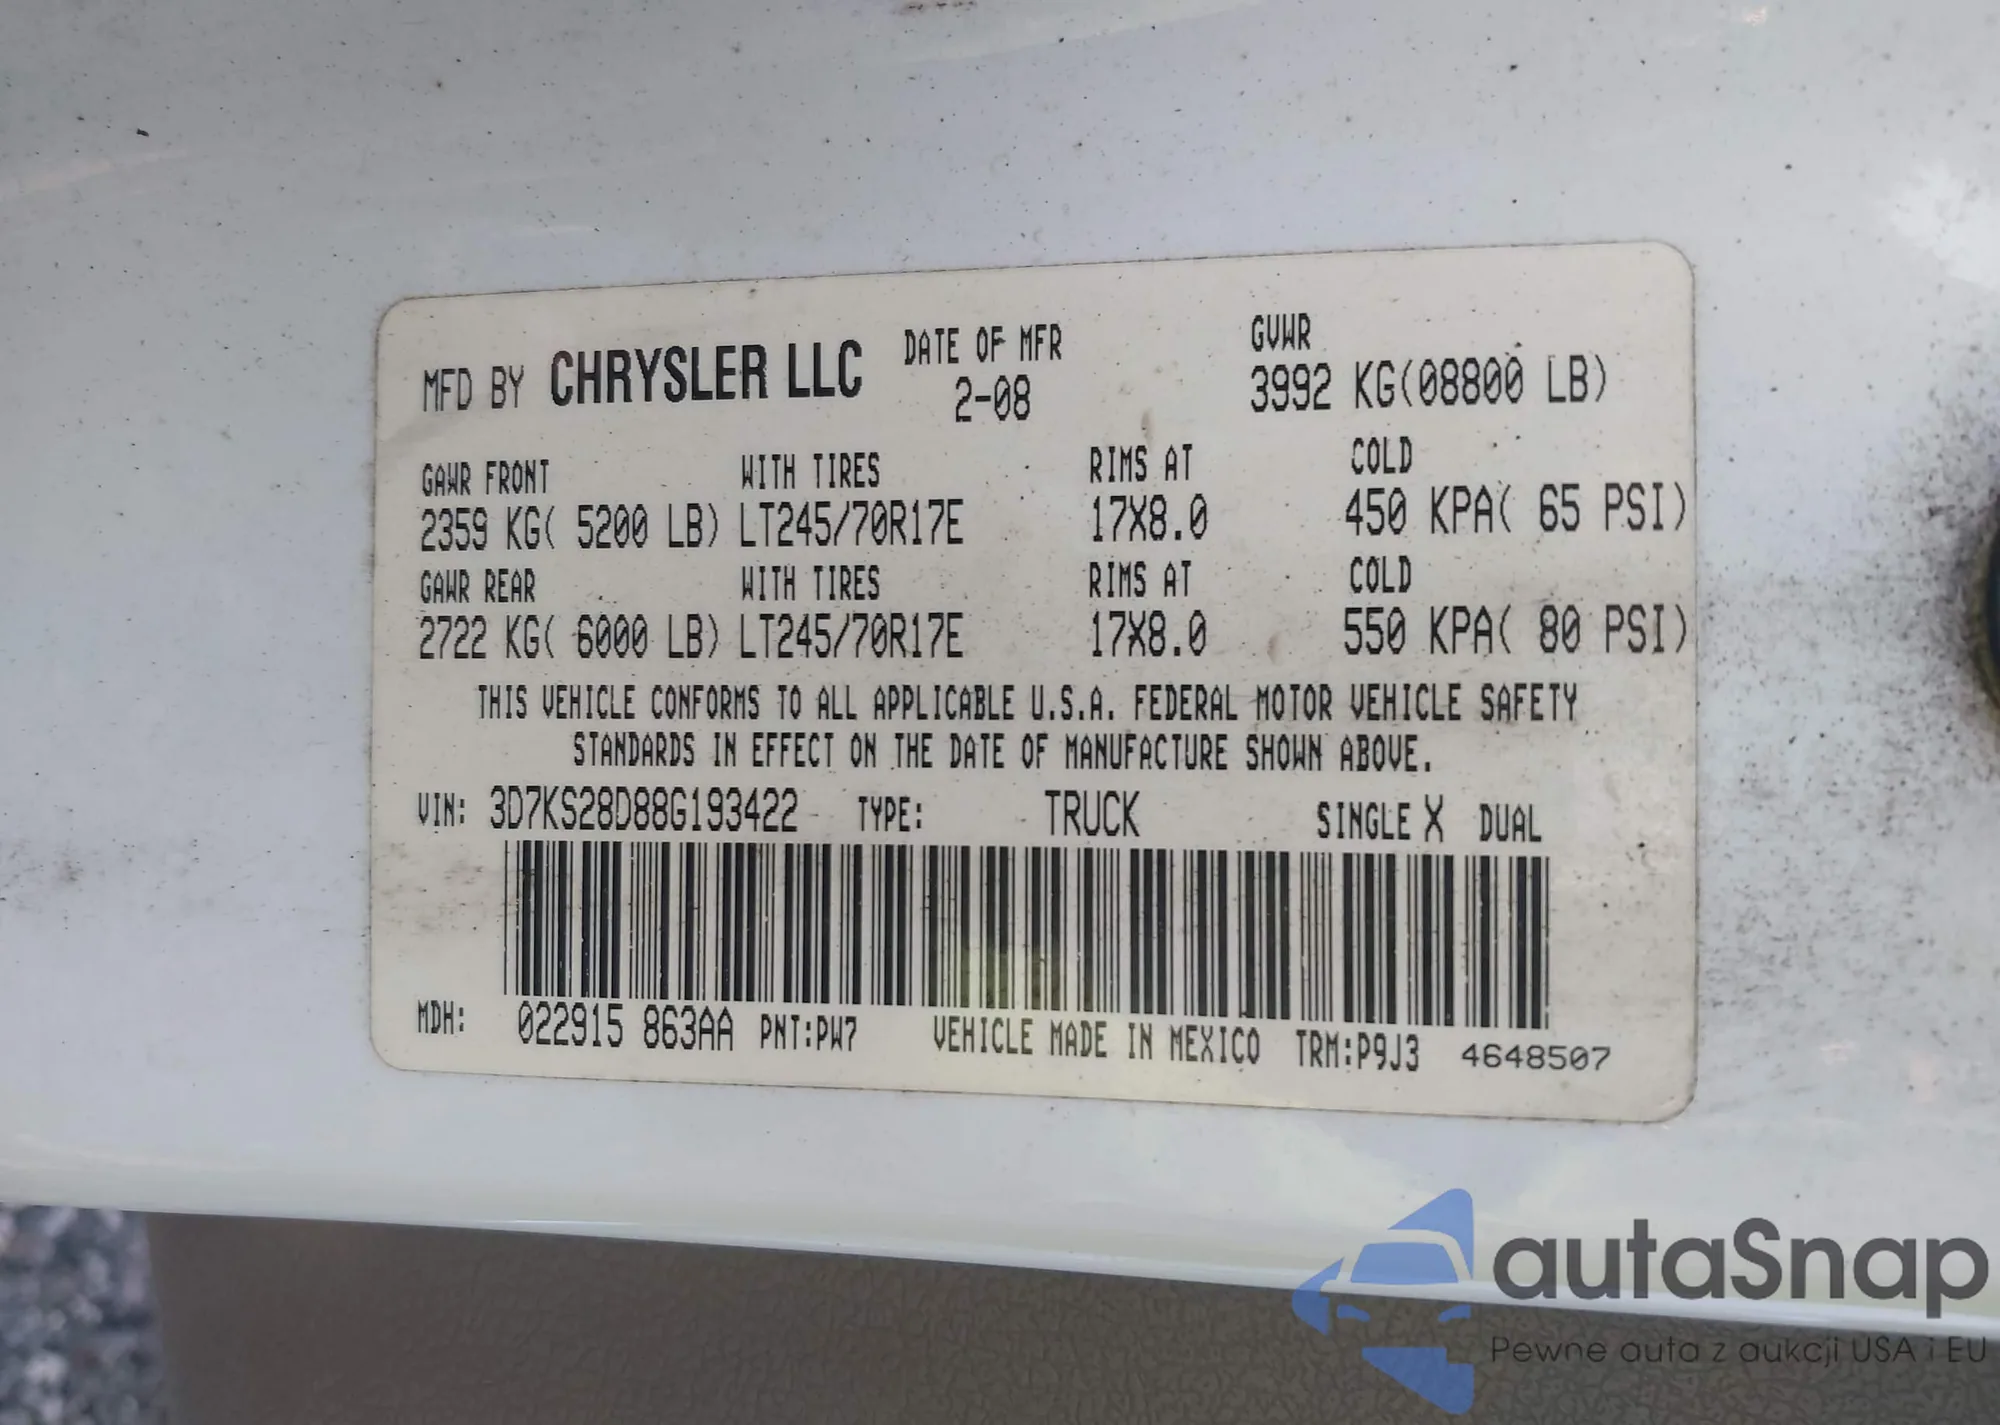 MFD BY CHRYSLER LLC DATE OF MFR GVWR
2-08 3992 KG(08800 LB)
GAWR FRONT WITH TIRES RIMS AT COLD
2359 KG( 5200 LB) LT245/70R17E 17X8.0 450 KPA( 65 PSI)
GAWR REAR WITH TIRES RIMS AT COLD
2722 KG( 6000 LB) LT245/70R17E 17X8.0 550 KPA( 80 PSI)
THIS VEHICLE CONFORMS TO ALL APPLICABLE U.S.A. FEDERAL MOTOR VEHICLE SAFETY
STANDARDS IN EFFECT ON THE DATE OF MANUFACTURE SHOWN ABOVE.
VIN: 3D7KS28D88G193422 TYPE: TRUCK SINGLE X DUAL
MDH: 022915 863AA PNT:PW7 VEHICLE MADE IN MEXICO TRM:P9J3 4648507
autaSnap
Pewne auta z aukcji USA i EU